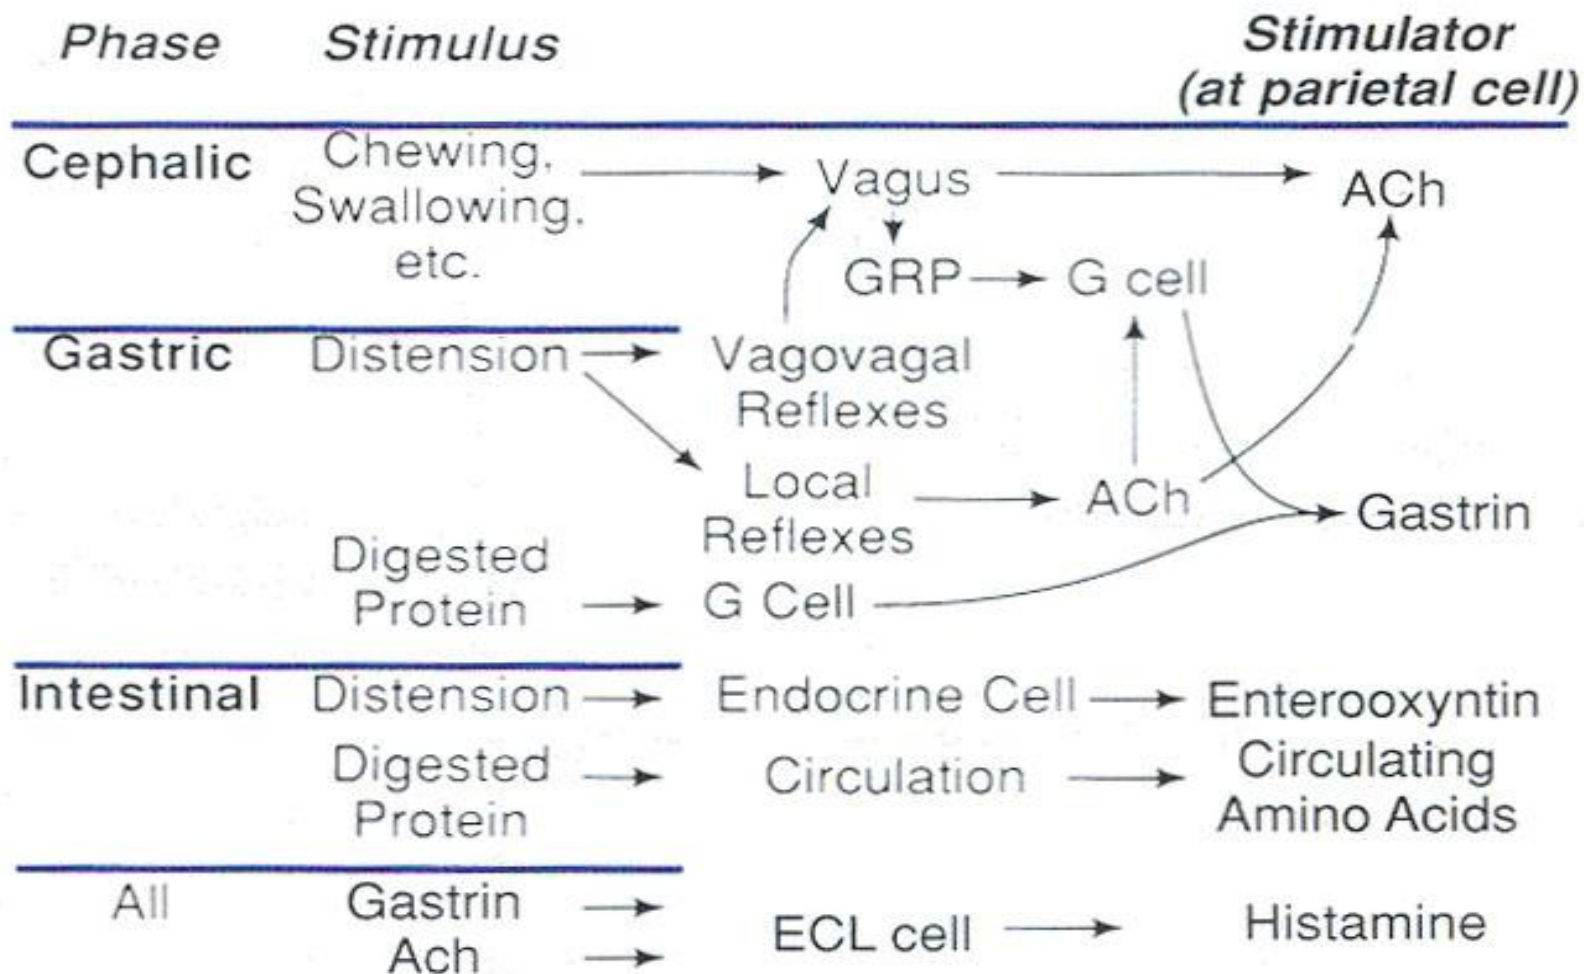 Phase Stimulus Stimulator
(at parietal cell)
Cephalic Chewing, Vagus ACh
Swallowing,
etc. GRP G cell
Gastric Distension Vagovagal
Reflexes
Local ACh Gastrin
Reflexes
Digested
Protein G Cell
Intestinal Distension Endocrine Cell Enterooxyntin
Digested Circulation Circulating
Protein Amino Acids
All Gastrin ECL cell Histamine
Ach